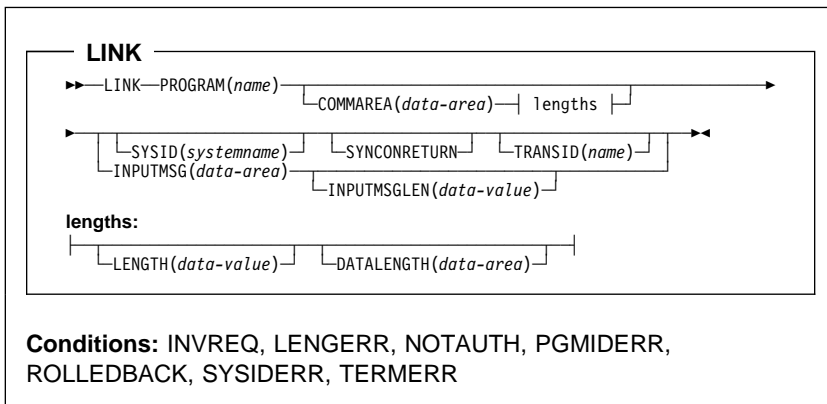 LINK
LINK PROGRAM(name)
COMMAREA(data-area) lengths
SYSID(systemname) SYNCONRETURN TRANSID(name)
INPUTMSG(data-area)
INPUTMSGLEN(data-value)
lengths:
LENGTH(data-value) DATALENGTH(data-area)
Conditions: INVREQ, LENGERR, NOTAUTH, PGMIDERR,
ROLLEDBACK, SYSIDERR, TERMERR